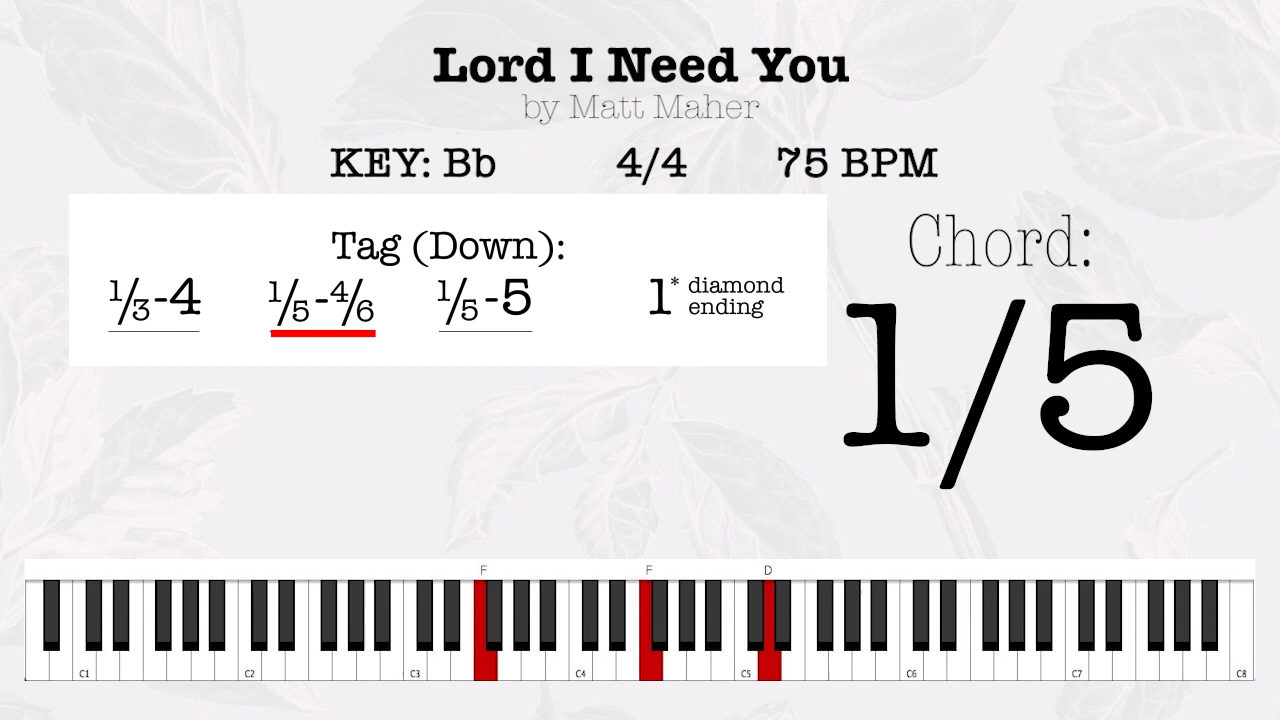 Lord I Need You
by Matt Maher
KEY: Bb 4/4 75 BPM
Tag (Down):
1/3-4 1/5-4/6 1/5-5 1* diamond ending
Chord:
1/5
F F D
C1 C2 C3 C4 C5 C6 C7 C8